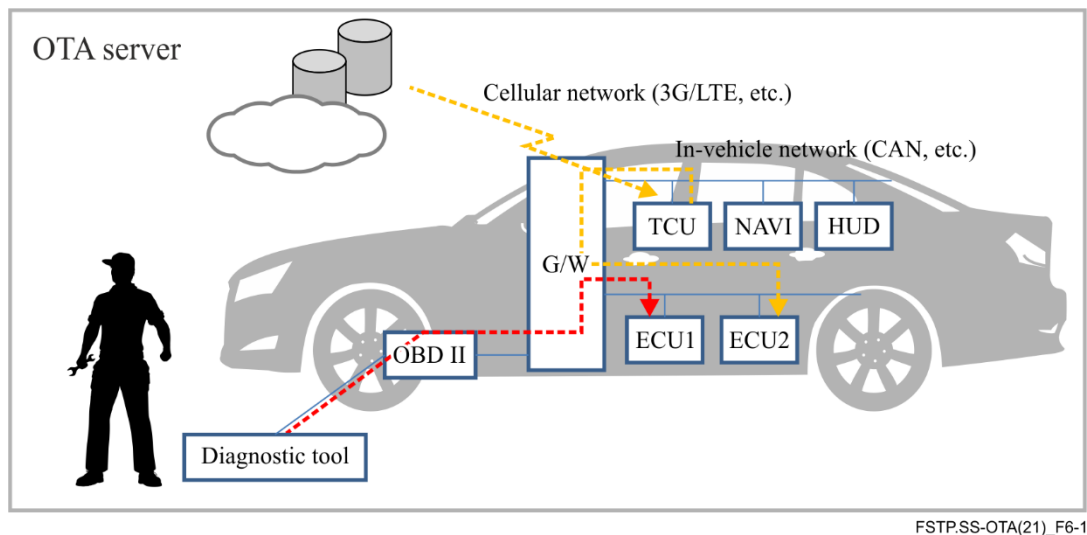 OTA server
Cellular network (3G/LTE, etc.)
In-vehicle network (CAN, etc.)
TCU
NAVI
HUD
G/W
ECU1
ECU2
OBD II
Diagnostic tool
FSTP.SS-OTA(21)_F6-1